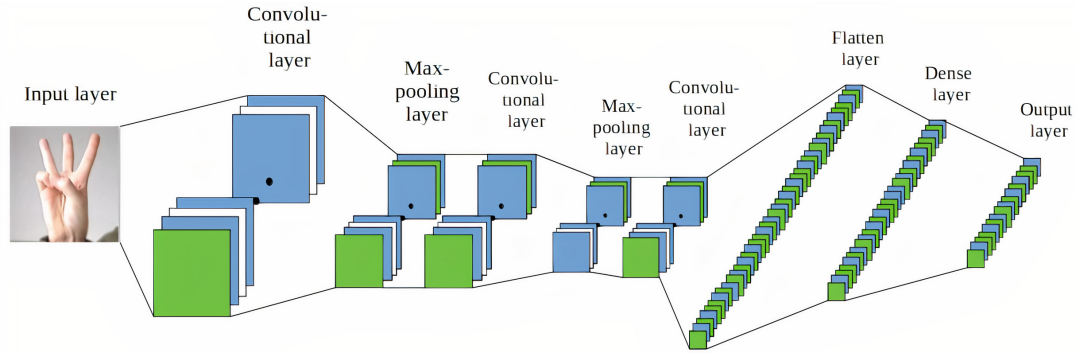 Input layer
Convolu-
tional
layer
Max-
pooling
layer
Convolu-
tional
layer
Max-
pooling
layer
Convolu-
tional
layer
Flatten
layer
Dense
layer
Output
layer